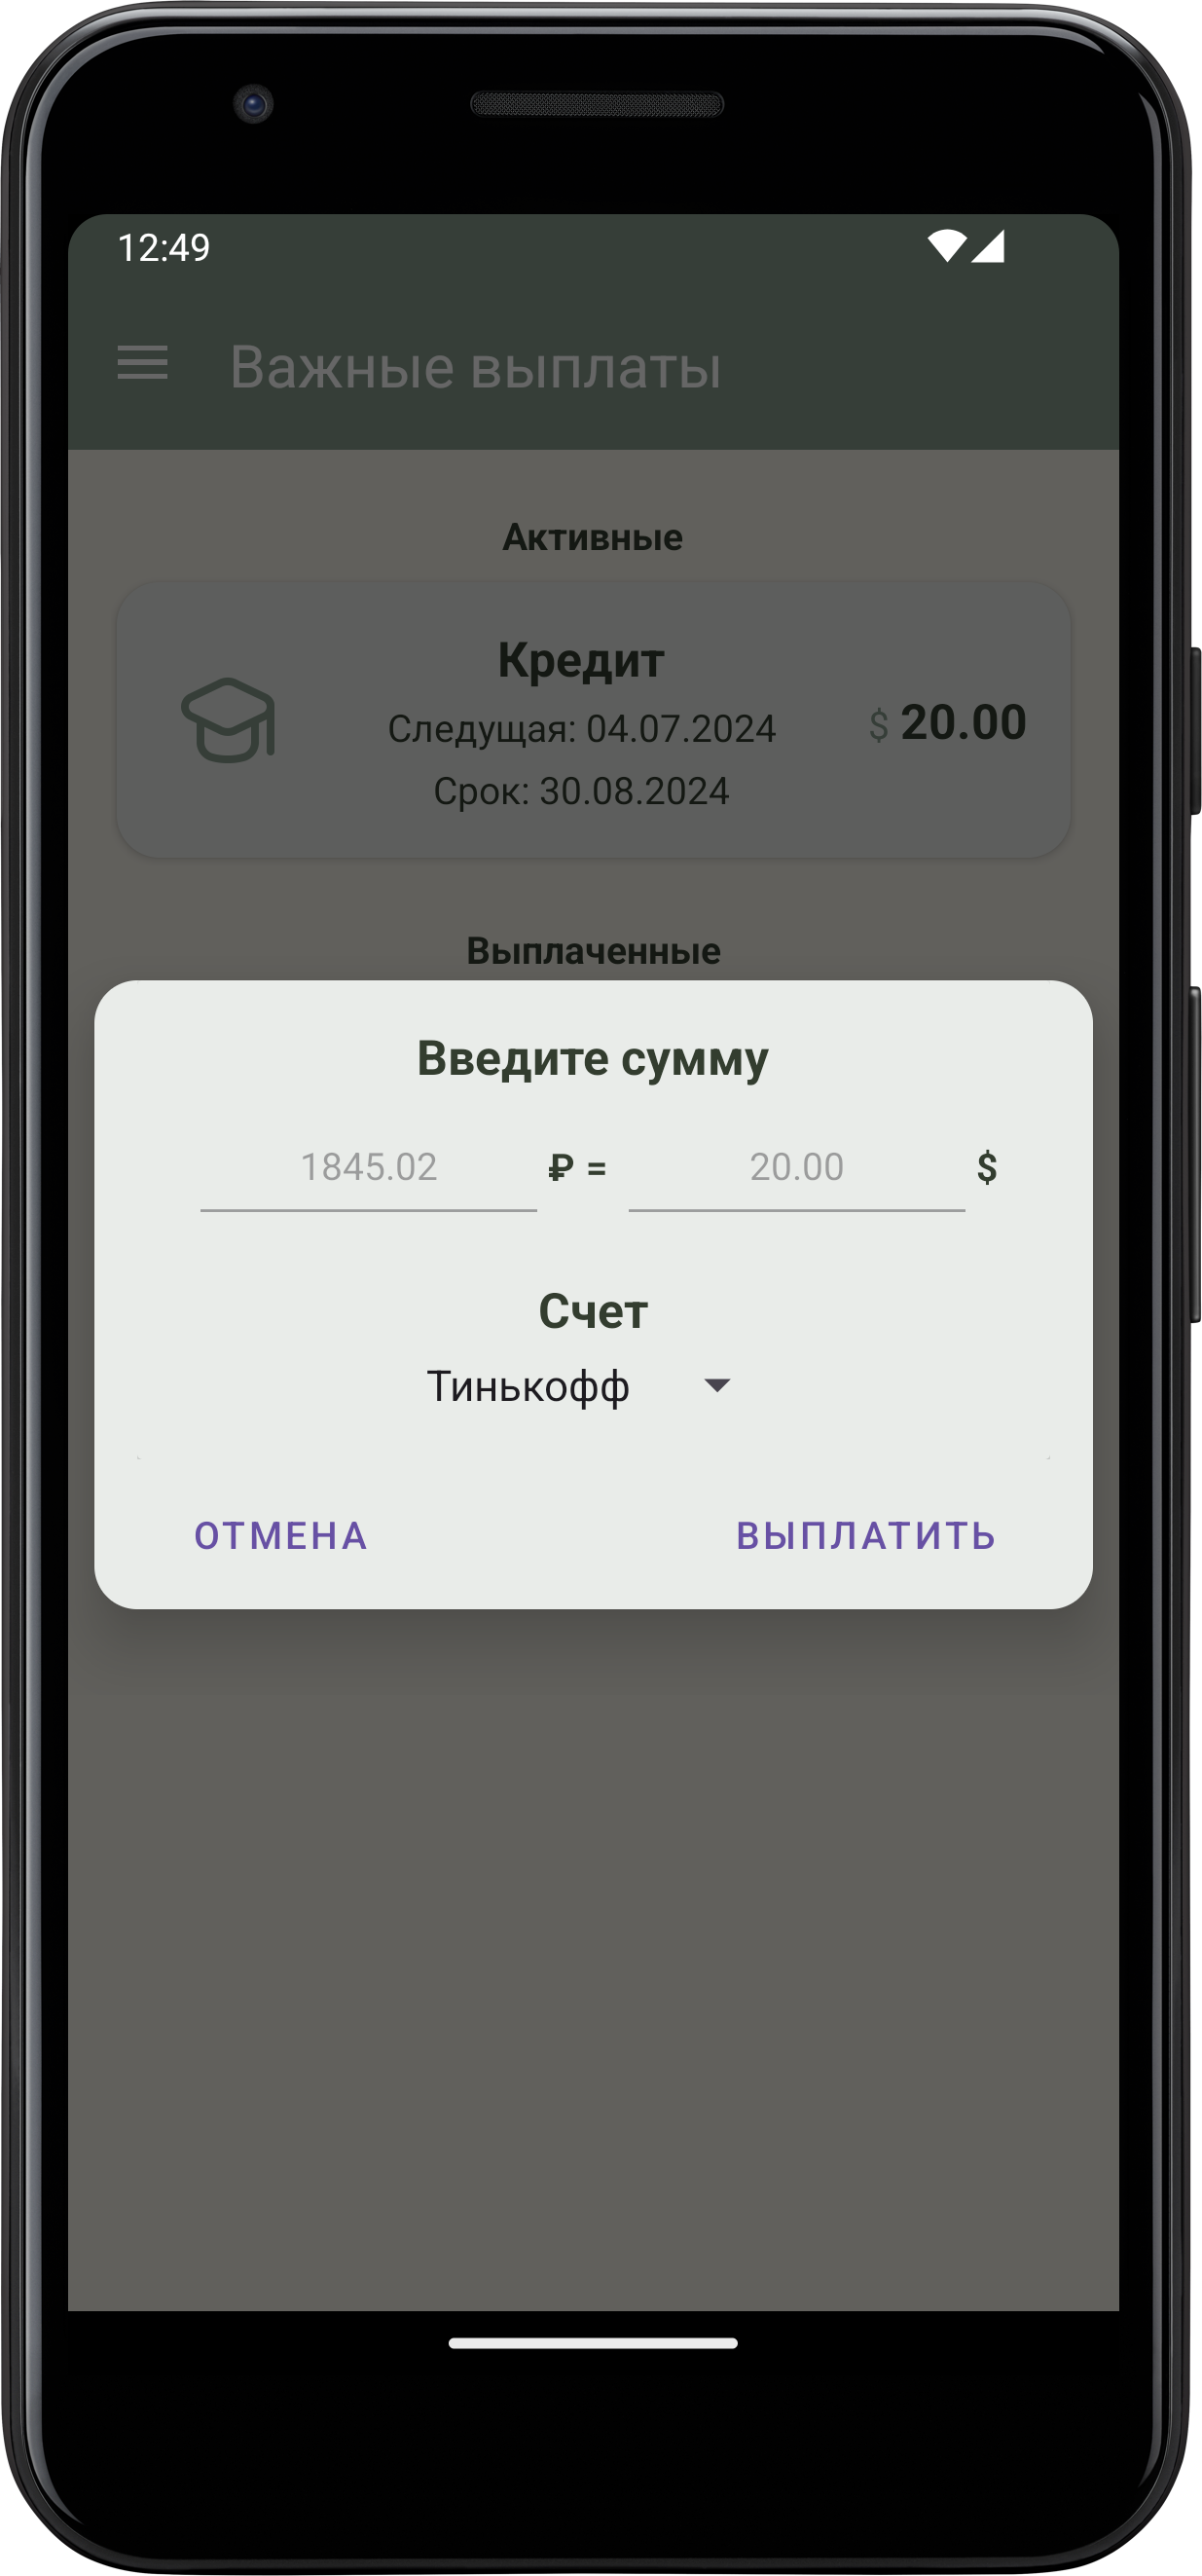 12:49
Важные выплаты
Активные
Кредит
Следущая: 04.07.2024
$ 20.00
Срок: 30.08.2024
Выплаченные
Введите сумму
1845.02 ₽ = 20.00 $
Счет
Тинькофф
ОТМЕНА ВЫПЛАТИТЬ